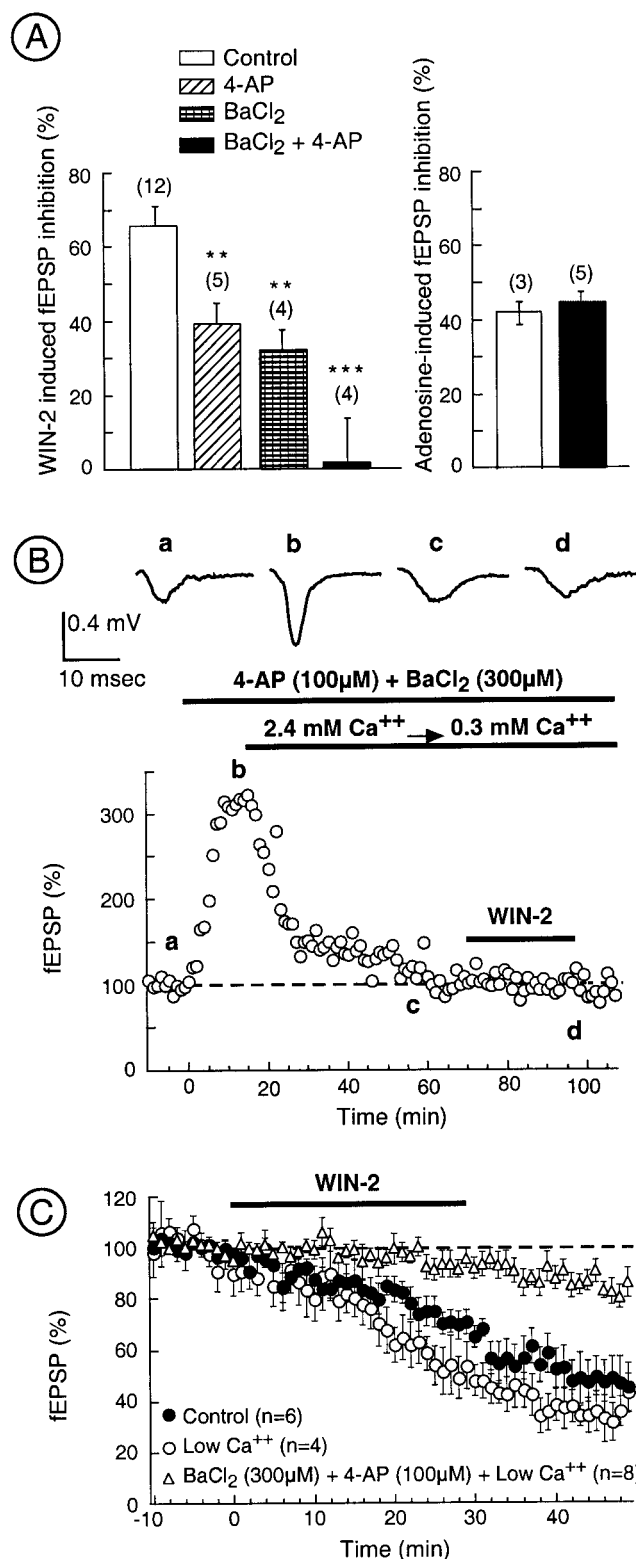 A
Control
4-AP
BaCl2
BaCl2 + 4-AP
WIN-2 induced fEPSP inhibition (%)
80
60
40
20
0
(12)
**
(5)
**
(4)
***
(4)
Adenosine-induced fEPSP inhibition (%)
80
60
40
20
0
(3)
(5)
B
a
b
c
d
0.4 mV
10 msec
4-AP (100µM) + BaCl2 (300µM)
2.4 mM Ca++ → 0.3 mM Ca++
b
WIN-2
a
c
d
fEPSP (%)
300
200
100
0
0 20 40 60 80 100
Time (min)
C
WIN-2
fEPSP (%)
120
100
80
60
40
20
0
Control (n=6)
Low Ca++ (n=4)
BaCl2 (300µM) + 4-AP (100µM) + Low Ca++ (n=8)
-10 0 10 20 30 40
Time (min)